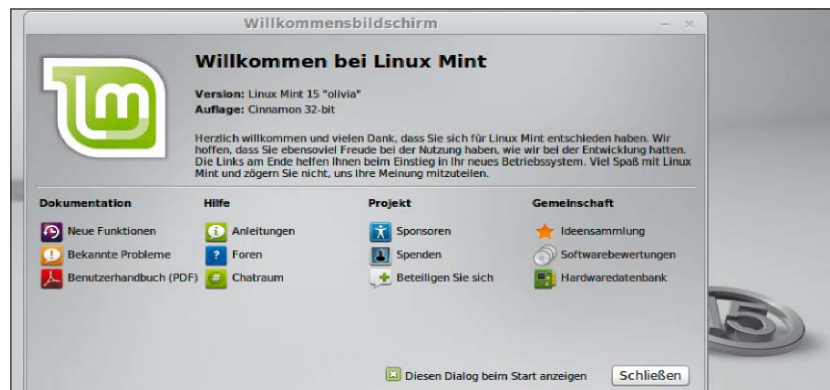 Willkommensbildschirm
Willkommen bei Linux Mint
Version: Linux Mint 15 "olivia"
Auflage: Cinnamon 32-bit
Herzlich willkommen und vielen Dank, dass Sie sich für Linux Mint entschieden haben. Wir
hoffen, dass Sie ebensoviel Freude bei der Nutzung haben, wie wir bei der Entwicklung hatten.
Die Links am Ende helfen Ihnen beim Einstieg in Ihr neues Betriebssystem. Viel Spaß mit Linux
Mint und zögern Sie nicht, uns Ihre Meinung mitzuteilen.
Dokumentation
Neue Funktionen
Bekannte Probleme
Benutzerhandbuch (PDF)
Hilfe
Anleitungen
Foren
Chatraum
Projekt
Sponsoren
Spenden
Beteiligen Sie sich
Gemeinschaft
Ideensammlung
Softwarebewertungen
Hardwaredatenbank
Diesen Dialog beim Start anzeigen
Schließen
15